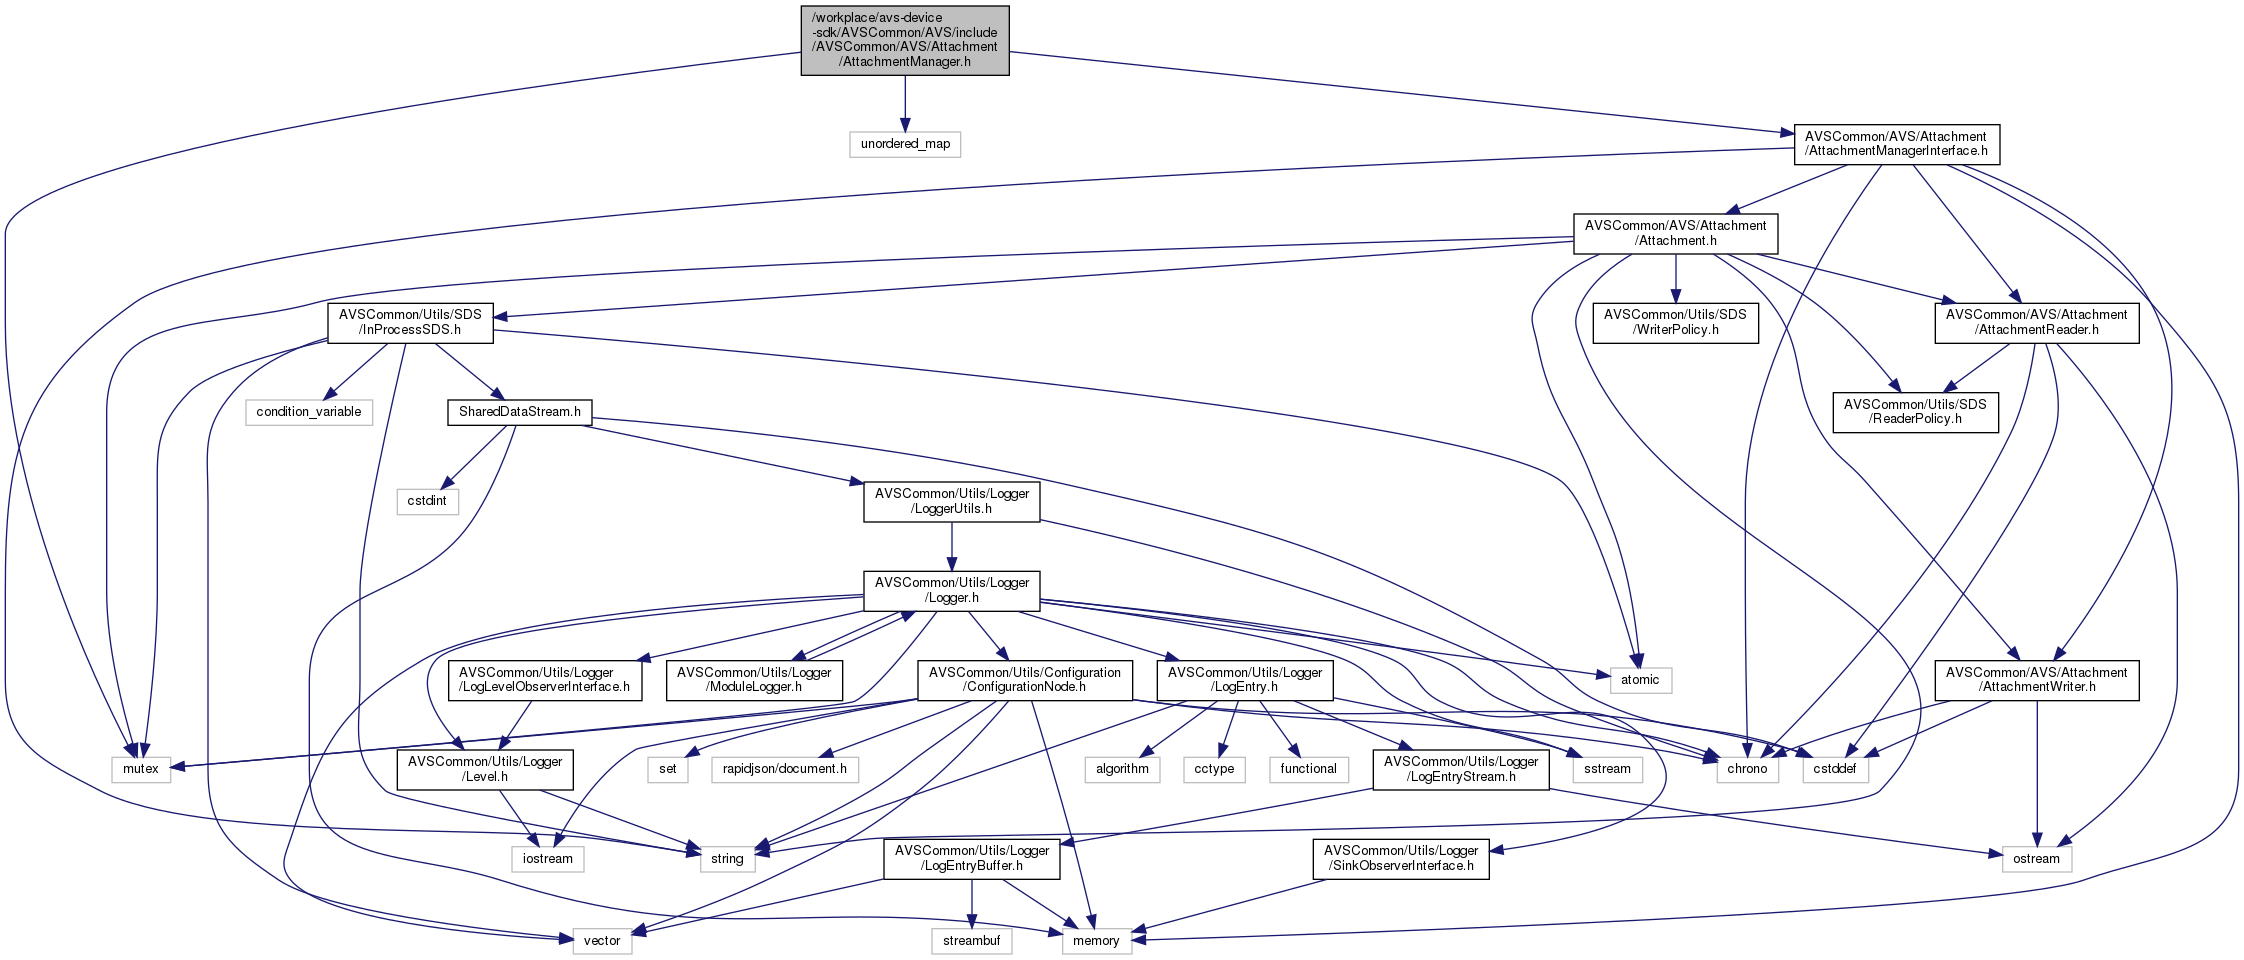 /workplace/avs-device
-sdk/AVSCommon/AVS/include
/AVSCommon/AVS/Attachment
/AttachmentManager.h
unordered_map
AVSCommon/AVS/Attachment
/AttachmentManagerInterface.h
AVSCommon/AVS/Attachment
/Attachment.h
AVSCommon/Utils/SDS
/InProcessSDS.h
AVSCommon/Utils/SDS
/WriterPolicy.h
AVSCommon/AVS/Attachment
/AttachmentReader.h
condition_variable
SharedDataStream.h
AVSCommon/Utils/SDS
/ReaderPolicy.h
cstdint
AVSCommon/Utils/Logger
/LoggerUtils.h
AVSCommon/Utils/Logger
/Logger.h
AVSCommon/Utils/Logger
/LogLevelObserverInterface.h
AVSCommon/Utils/Logger
/ModuleLogger.h
AVSCommon/Utils/Configuration
/ConfigurationNode.h
AVSCommon/Utils/Logger
/LogEntry.h
atomic
AVSCommon/AVS/Attachment
/AttachmentWriter.h
mutex
AVSCommon/Utils/Logger
/Level.h
set
rapidjson/document.h
algorithm
cctype
functional
AVSCommon/Utils/Logger
/LogEntryStream.h
sstream
chrono
cstddef
iostream
string
AVSCommon/Utils/Logger
/LogEntryBuffer.h
AVSCommon/Utils/Logger
/SinkObserverInterface.h
ostream
vector
streambuf
memory